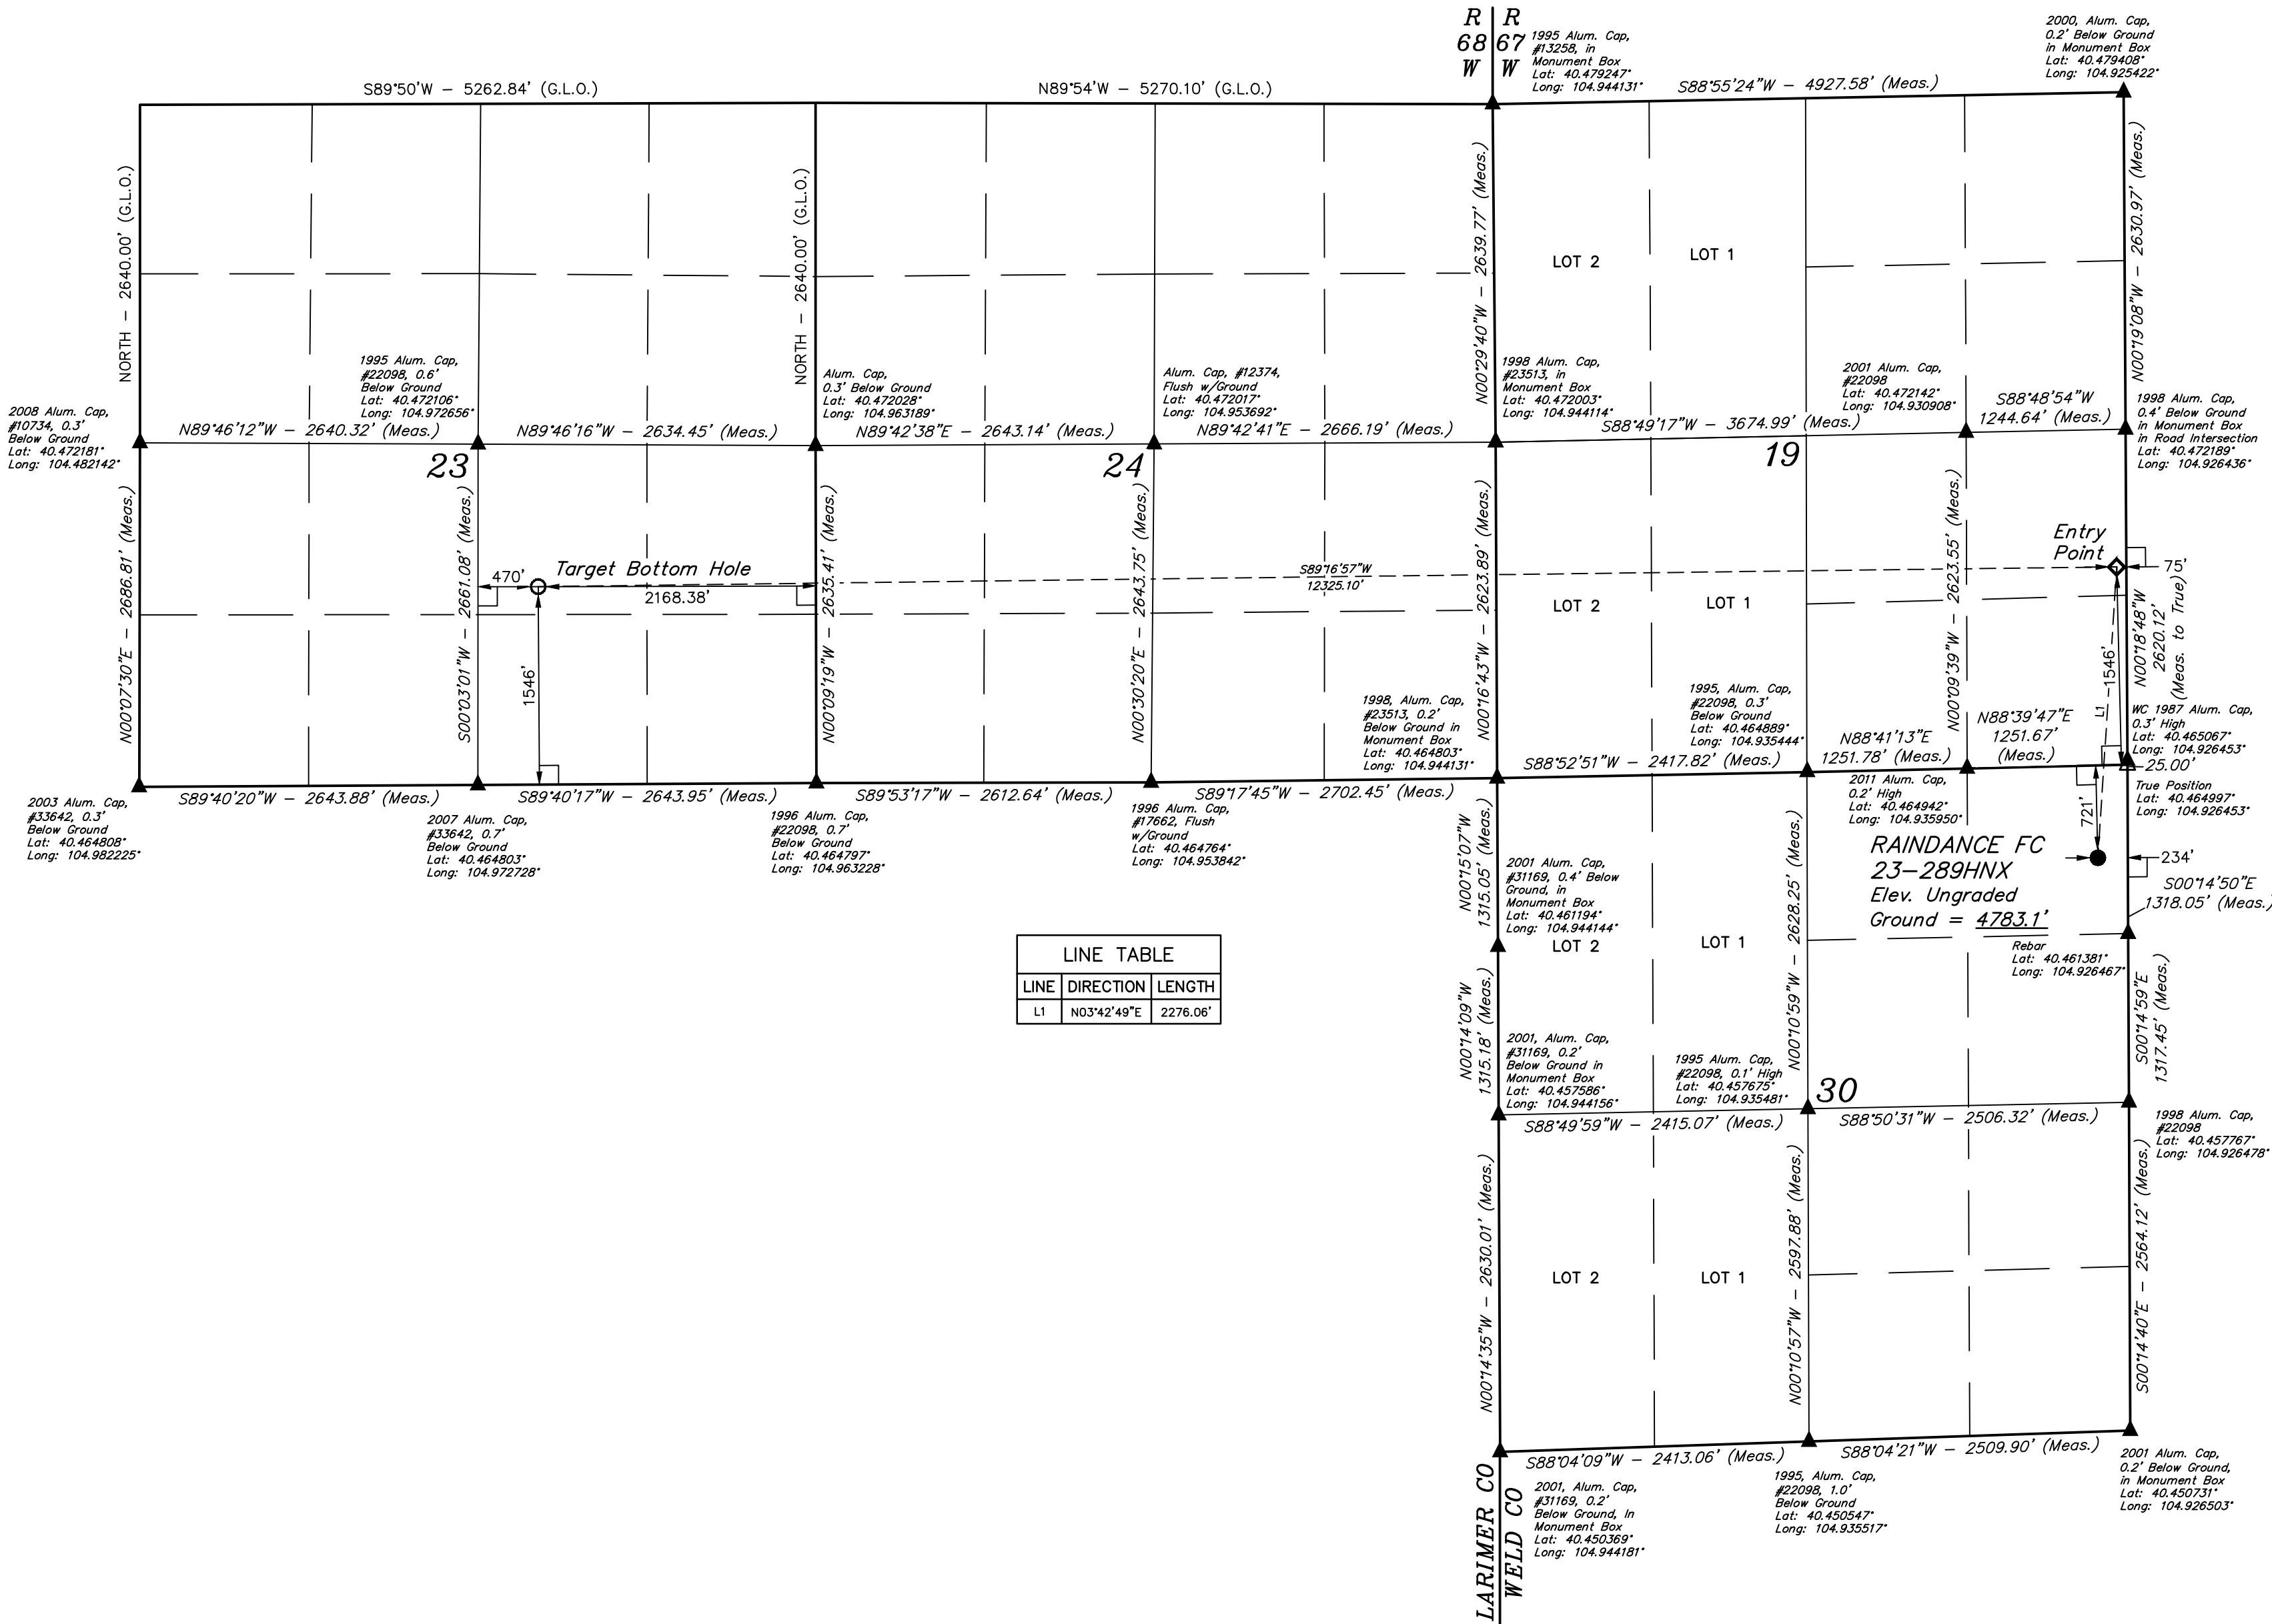 R R
68 67
W W
1995 Alum. Cap,
#13258, in
Monument Box
Lat: 40.479247°
Long: 104.944131°
2000, Alum. Cap,
0.2' Below Ground
in Monument Box
Lat: 40.479408°
Long: 104.925422°
S89°50'W – 5262.84' (G.L.O.)
N89°54'W – 5270.10' (G.L.O.)
S88°55'24"W – 4927.58' (Meas.)
NORTH – 2640.00' (G.L.O.)
NORTH – 2640.00' (G.L.O.)
N00°29'40"W – 2639.77' (Meas.)
N00°19'08"W – 2630.97' (Meas.)
LOT 2
LOT 1
2008 Alum. Cap,
#10734, 0.3'
Below Ground
Lat: 40.472181°
Long: 104.482142°
1995 Alum. Cap,
#22098, 0.6'
Below Ground
Lat: 40.472106°
Long: 104.972656°
Alum. Cap,
0.3' Below Ground
Lat: 40.472028°
Long: 104.963189°
Alum. Cap, #12374,
Flush w/Ground
Lat: 40.472017°
Long: 104.953692°
1998 Alum. Cap,
#23513, in
Monument Box
Lat: 40.472003°
Long: 104.944114°
2001 Alum. Cap,
#22098
Lat: 40.472142°
Long: 104.930908°
1998 Alum. Cap,
0.4' Below Ground
in Monument Box
in Road Intersection
Lat: 40.472189°
Long: 104.926436°
N89°46'12"W – 2640.32' (Meas.)
N89°46'16"W – 2634.45' (Meas.)
N89°42'38"E – 2643.14' (Meas.)
N89°42'41"E – 2666.19' (Meas.)
S88°49'17"W – 3674.99' (Meas.)
S88°48'54"W
1244.64' (Meas.)
23
24
19
N00°07'30"E – 2686.81' (Meas.)
S00°03'01"W – 2661.08' (Meas.)
N00°09'19"W – 2635.41' (Meas.)
N00°30'20"E – 2643.75' (Meas.)
N00°16'43"W – 2623.89' (Meas.)
N00°09'39"W – 2623.55' (Meas.)
N00°18'48"W
2620.12'
(Meas. to True)
470'
Target Bottom Hole
2168.38'
1546'
S89°16'57"W
12325.10'
Entry
Point
75'
1546'
L1
LOT 2
LOT 1
1998, Alum. Cap,
#23513, 0.2'
Below Ground in
Monument Box
Lat: 40.464803°
Long: 104.944131°
1995, Alum. Cap,
#22098, 0.3'
Below Ground
Lat: 40.464889°
Long: 104.935444°
WC 1987 Alum. Cap,
0.3' High
Lat: 40.465067°
Long: 104.926453°
25.00'
True Position
Lat: 40.464997°
Long: 104.926453°
S89°40'20"W – 2643.88' (Meas.)
S89°40'17"W – 2643.95' (Meas.)
S89°53'17"W – 2612.64' (Meas.)
S89°17'45"W – 2702.45' (Meas.)
S88°52'51"W – 2417.82' (Meas.)
N88°41'13"E
1251.78' (Meas.)
N88°39'47"E
1251.67'
(Meas.)
2003 Alum. Cap,
#33642, 0.3'
Below Ground
Lat: 40.464808°
Long: 104.982225°
2007 Alum. Cap,
#33642, 0.7'
Below Ground
Lat: 40.464803°
Long: 104.972728°
1996 Alum. Cap,
#22098, 0.7'
Below Ground
Lat: 40.464797°
Long: 104.963228°
1996 Alum. Cap,
#17662, Flush
w/Ground
Lat: 40.464764°
Long: 104.953842°
2011 Alum. Cap,
0.2' High
Lat: 40.464942°
Long: 104.935950°
721'
RAINDANCE FC
23–289HNX
Elev. Ungraded
Ground = 4783.1'
234'
S00°14'50"E
1318.05' (Meas.)
N00°15'07"W
1315.05' (Meas.)
2001 Alum. Cap,
#31169, 0.4' Below
Ground, in
Monument Box
Lat: 40.461194°
Long: 104.944144°
LOT 2
LOT 1
N00°10'59"W – 2628.25' (Meas.)
Rebar
Lat: 40.461381°
Long: 104.926467°
LINE TABLE
LINE DIRECTION LENGTH
L1 N03°42'49"E 2276.06'
N00°14'09"W
1315.18' (Meas.)
S00°14'59"E
1317.45' (Meas.)
2001, Alum. Cap,
#31169, 0.2'
Below Ground in
Monument Box
Lat: 40.457586°
Long: 104.944156°
1995 Alum. Cap,
#22098, 0.1' High
Lat: 40.457675°
Long: 104.935481°
30
1998 Alum. Cap,
#22098
Lat: 40.457767°
Long: 104.926478°
S88°49'59"W – 2415.07' (Meas.)
S88°50'31"W – 2506.32' (Meas.)
N00°14'35"W – 2630.01' (Meas.)
N00°10'57"W – 2597.88' (Meas.)
S00°14'40"E – 2564.12' (Meas.)
LOT 2
LOT 1
S88°04'09"W – 2413.06' (Meas.)
S88°04'21"W – 2509.90' (Meas.)
LARIMER CO
WELD CO
2001, Alum. Cap,
#31169, 0.2'
Below Ground, In
Monument Box
Lat: 40.450369°
Long: 104.944181°
1995, Alum. Cap,
#22098, 1.0'
Below Ground
Lat: 40.450547°
Long: 104.935517°
2001 Alum. Cap,
0.2' Below Ground,
in Monument Box
Lat: 40.450731°
Long: 104.926503°